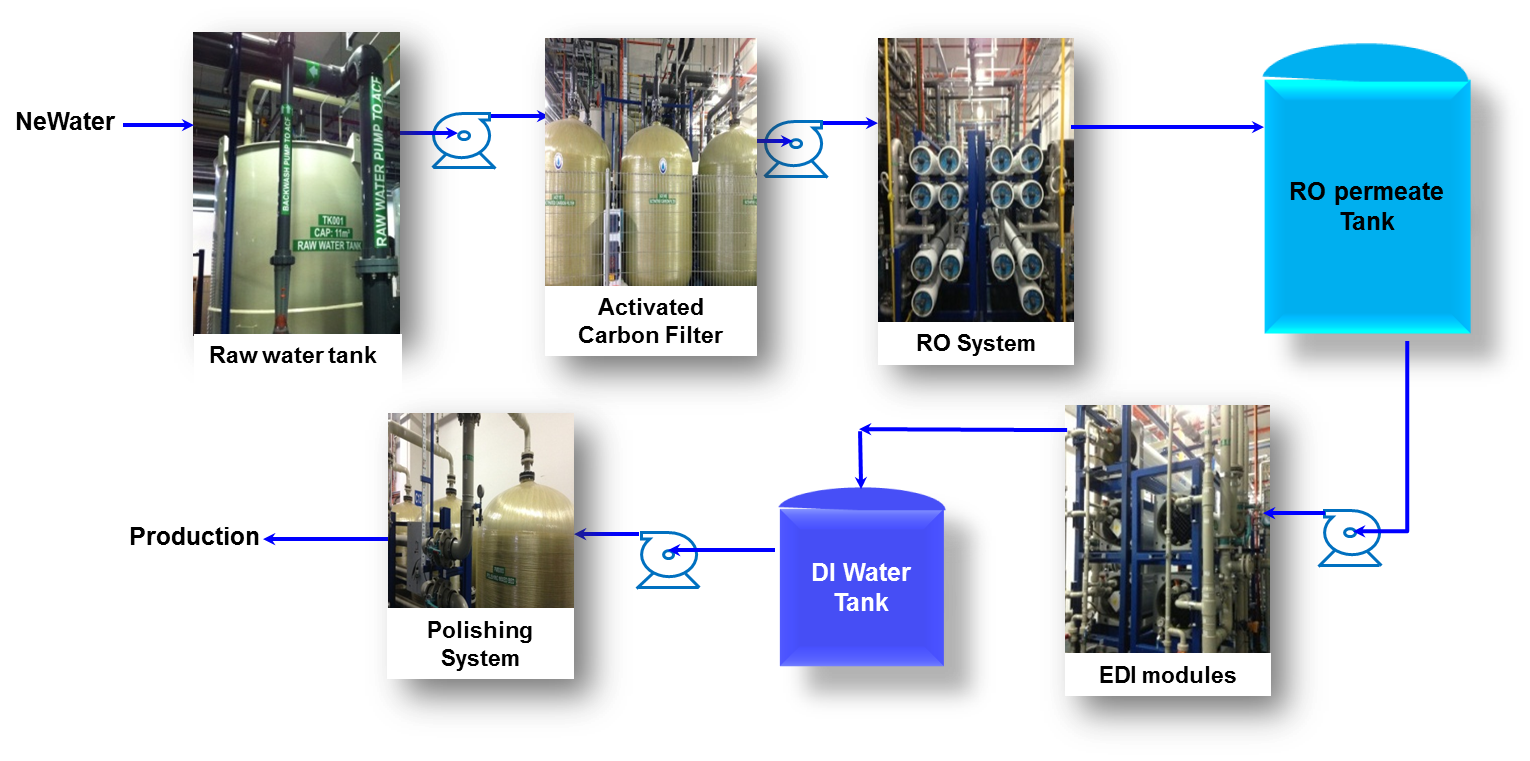 NeWater
BACKWASH PUMP TO ACF
RAW WATER PUMP TO ACF
TK001
CAP: 11m³
RAW WATER TANK
Raw water tank
Activated
Carbon Filter
RO System
RO permeate
Tank
Production
Polishing
System
DI Water
Tank
EDI modules